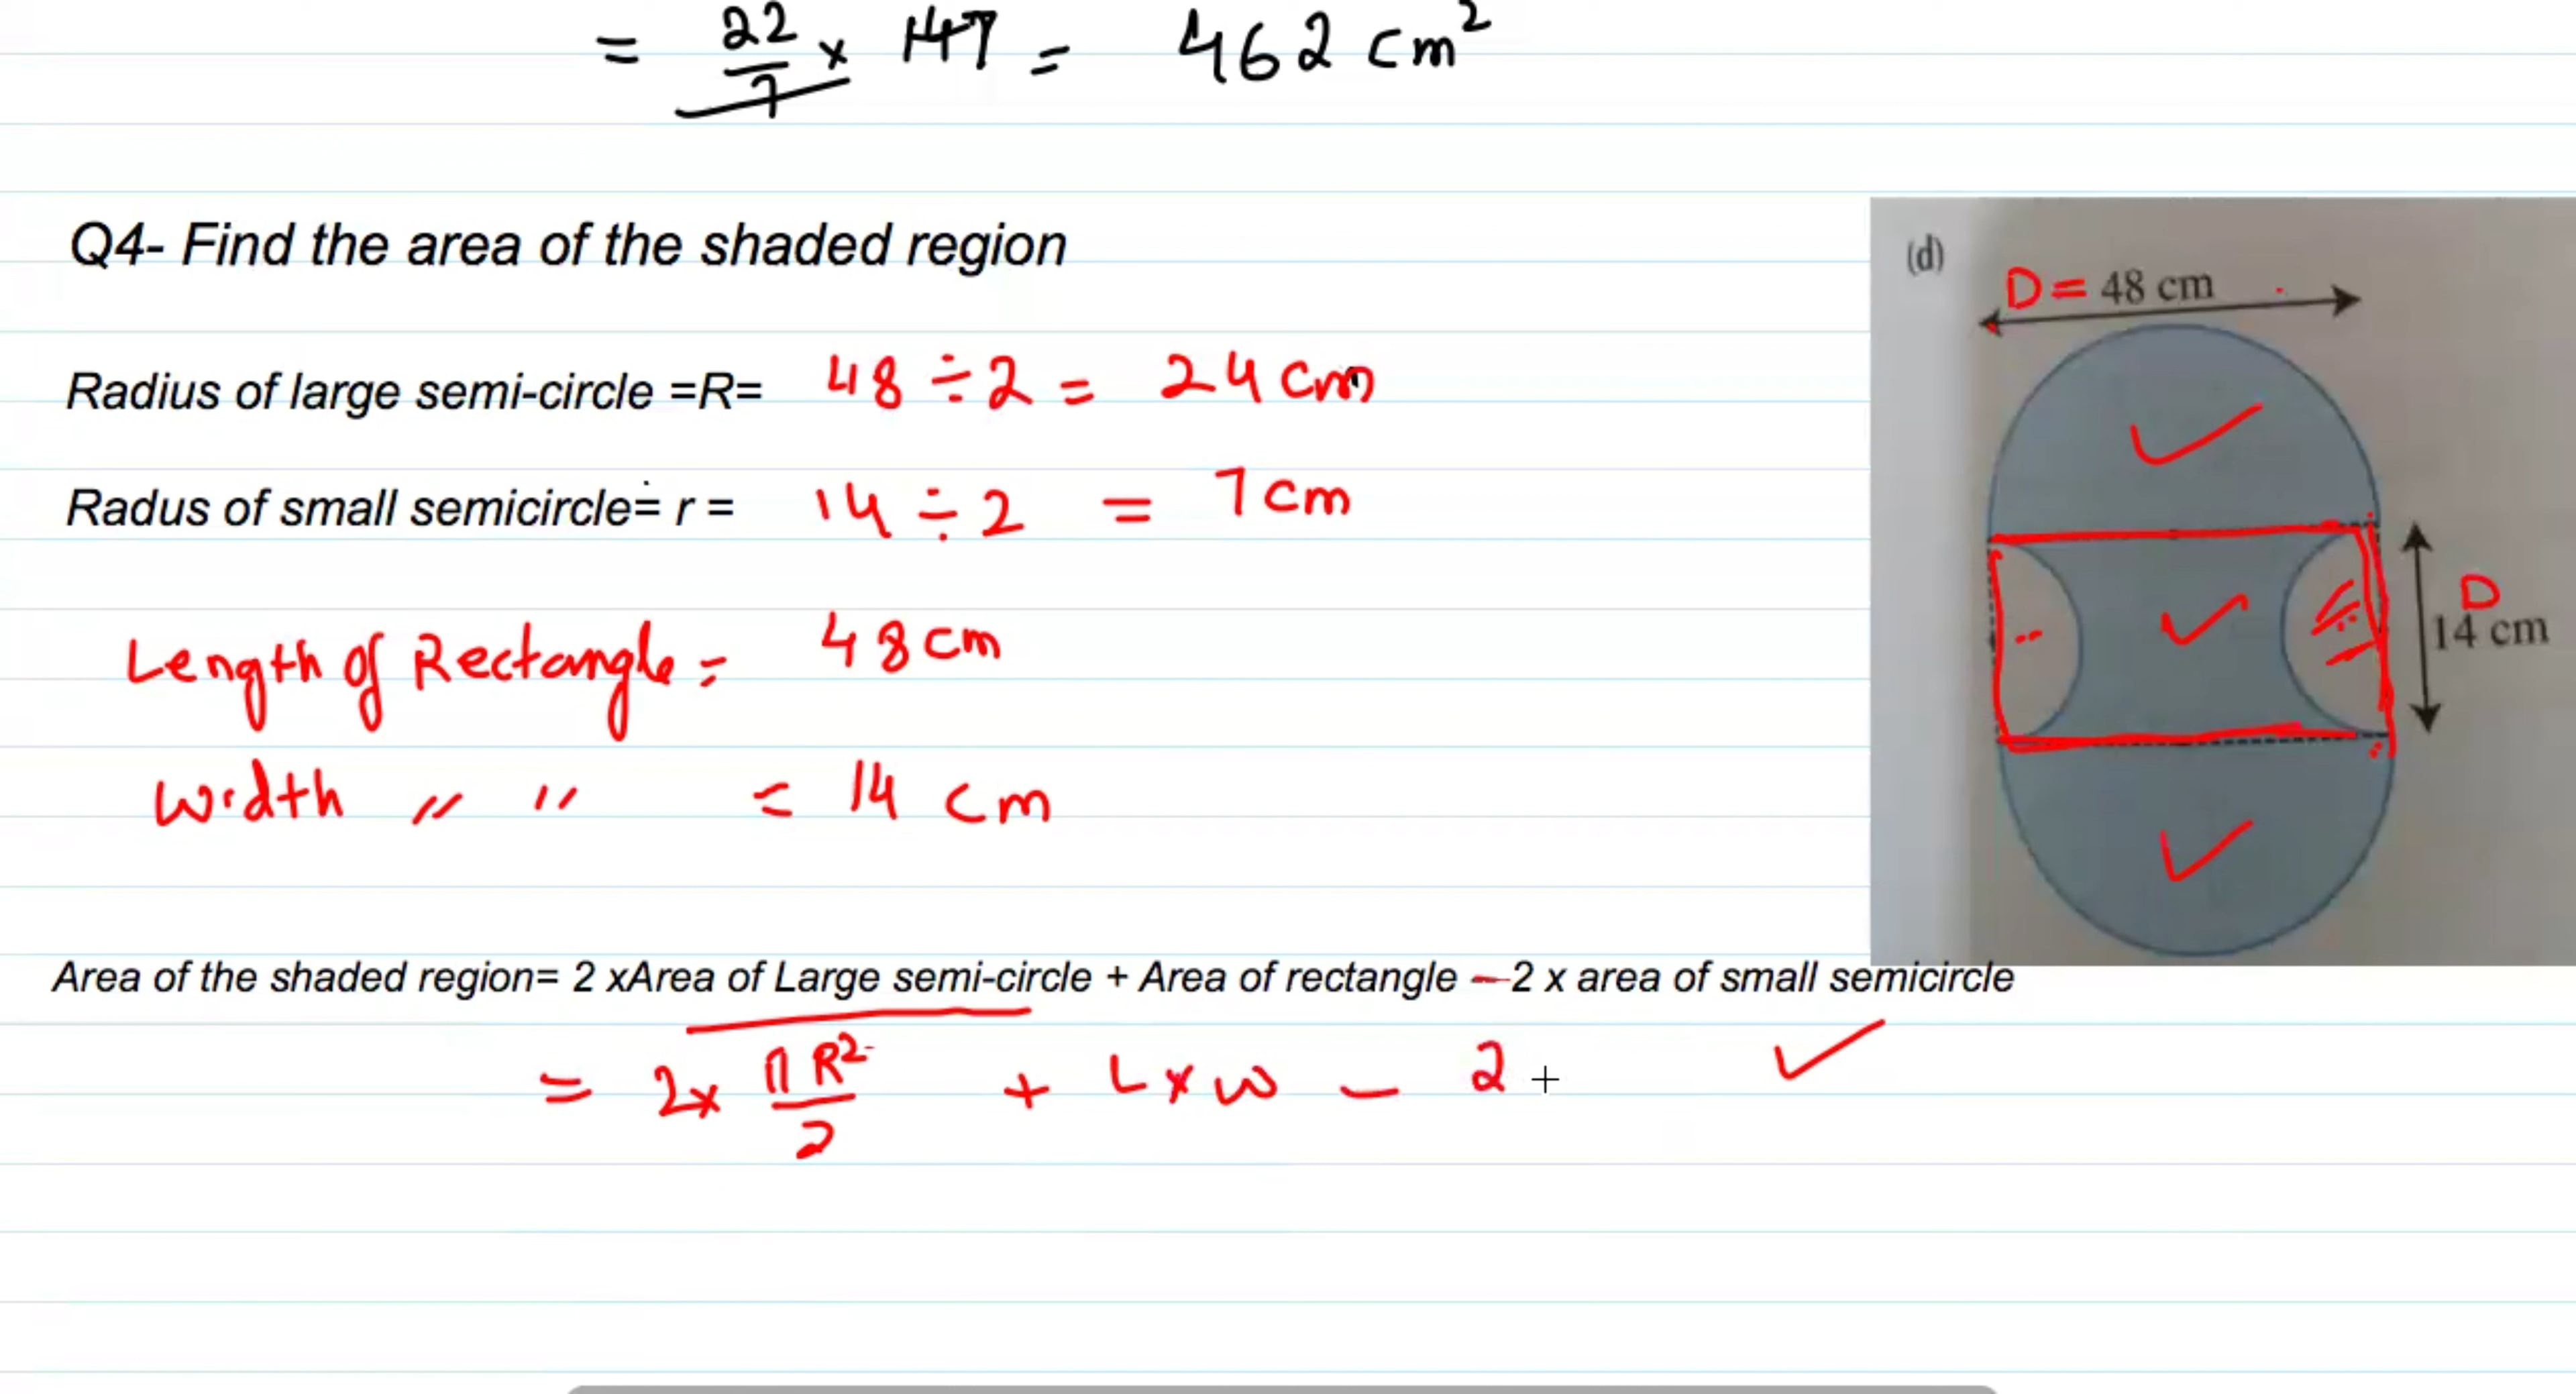 = 22/7 x 147 = 462 cm²
Q4- Find the area of the shaded region
(d)
D = 48 cm
Radius of large semi-circle =R= 48 ÷ 2 = 24 cm
Radus of small semicircle= r = 14 ÷ 2 = 7 cm
D
14 cm
Length of Rectangle = 48 cm
Width " " = 14 cm
Area of the shaded region= 2 xArea of Large semi-circle + Area of rectangle - 2 x area of small semicircle
= 2 x πR²/2 + L x W - 2